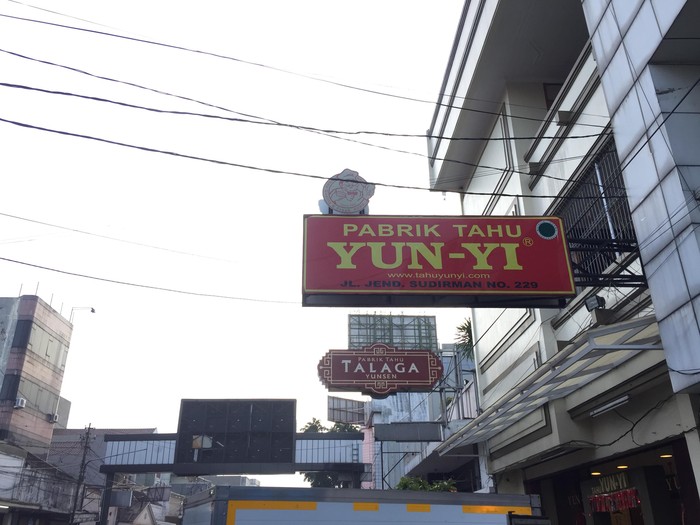 PABRIK TAHU
YUN-YI®
www.tahuyunyi.com
JL. JEND. SUDIRMAN NO. 229
PABRIK TAHU
TALAGA
YUNSEN